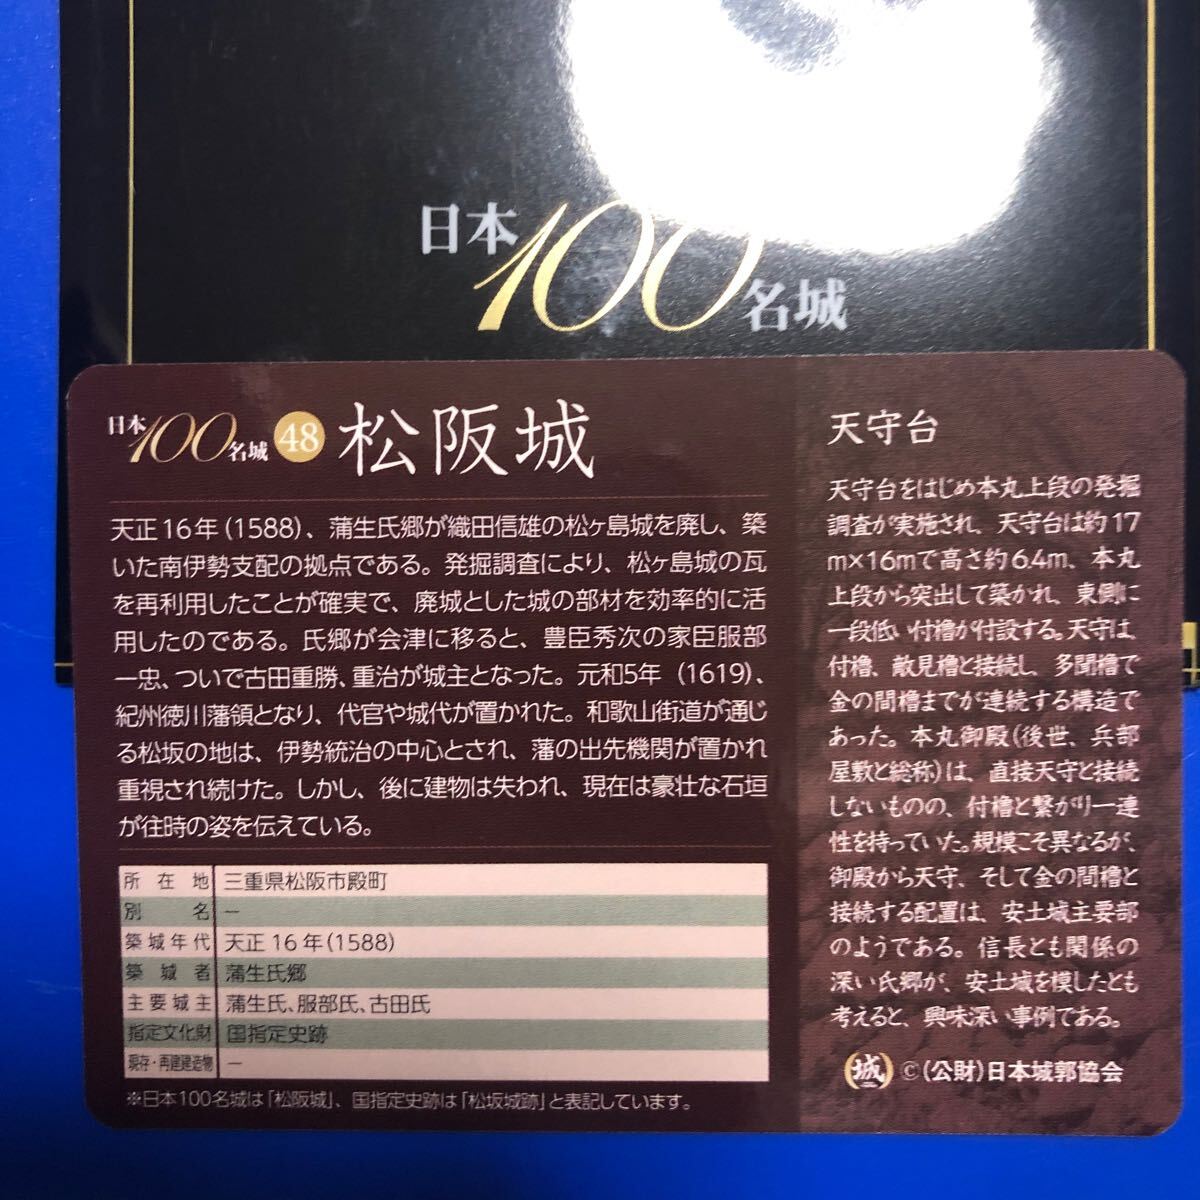 日本100名城
日本100名城 48 松阪城
天正16年(1588)、蒲生氏郷が織田信雄の松ヶ島城を廃し、築
いた南伊勢支配の拠点である。発掘調査により、松ヶ島城の瓦
を再利用したことが確実で、廃城とした城の部材を効率的に活
用したのである。氏郷が会津に移ると、豊臣秀次の家臣服部
一忠、ついで古田重勝、重治が城主となった。元和5年(1619)、
紀州徳川藩領となり、代官や城代が置かれた。和歌山街道が通じ
る松坂の地は、伊勢統治の中心とされ、藩の出先機関が置かれ
重視され続けた。しかし、後に建物は失われ、現在は豪壮な石垣
が往時の姿を伝えている。
所在地 三重県松阪市殿町
別名 ー
築城年代 天正16年(1588)
築城者 蒲生氏郷
主要城主 蒲生氏、服部氏、古田氏
指定文化財 国指定史跡
現存・再建建造物 ー
※日本100名城は「松阪城」、国指定史跡は「松坂城跡」と表記しています。
天守台
天守台をはじめ本丸上段の発掘
調査が実施され、天守台は約17
m×16mで高さ約6.4m、本丸
上段から突出して築かれ、東側に
一段低い付櫓が付設する。天守は、
付櫓、敵見櫓と接続し、多聞櫓で
金の間櫓までが連続する構造で
あった。本丸御殿(後世、兵部
屋敷と総称)は、直接天守と接続
しないものの、付櫓と繋がり一連
性を持っていた。規模こそ異なるが、
御殿から天守、そして金の間櫓と
接続する配置は、安土城主要部
のようである。信長とも関係の
深い氏郷が、安土城を模したとも
考えると、興味深い事例である。
城 ©(公財)日本城郭協会